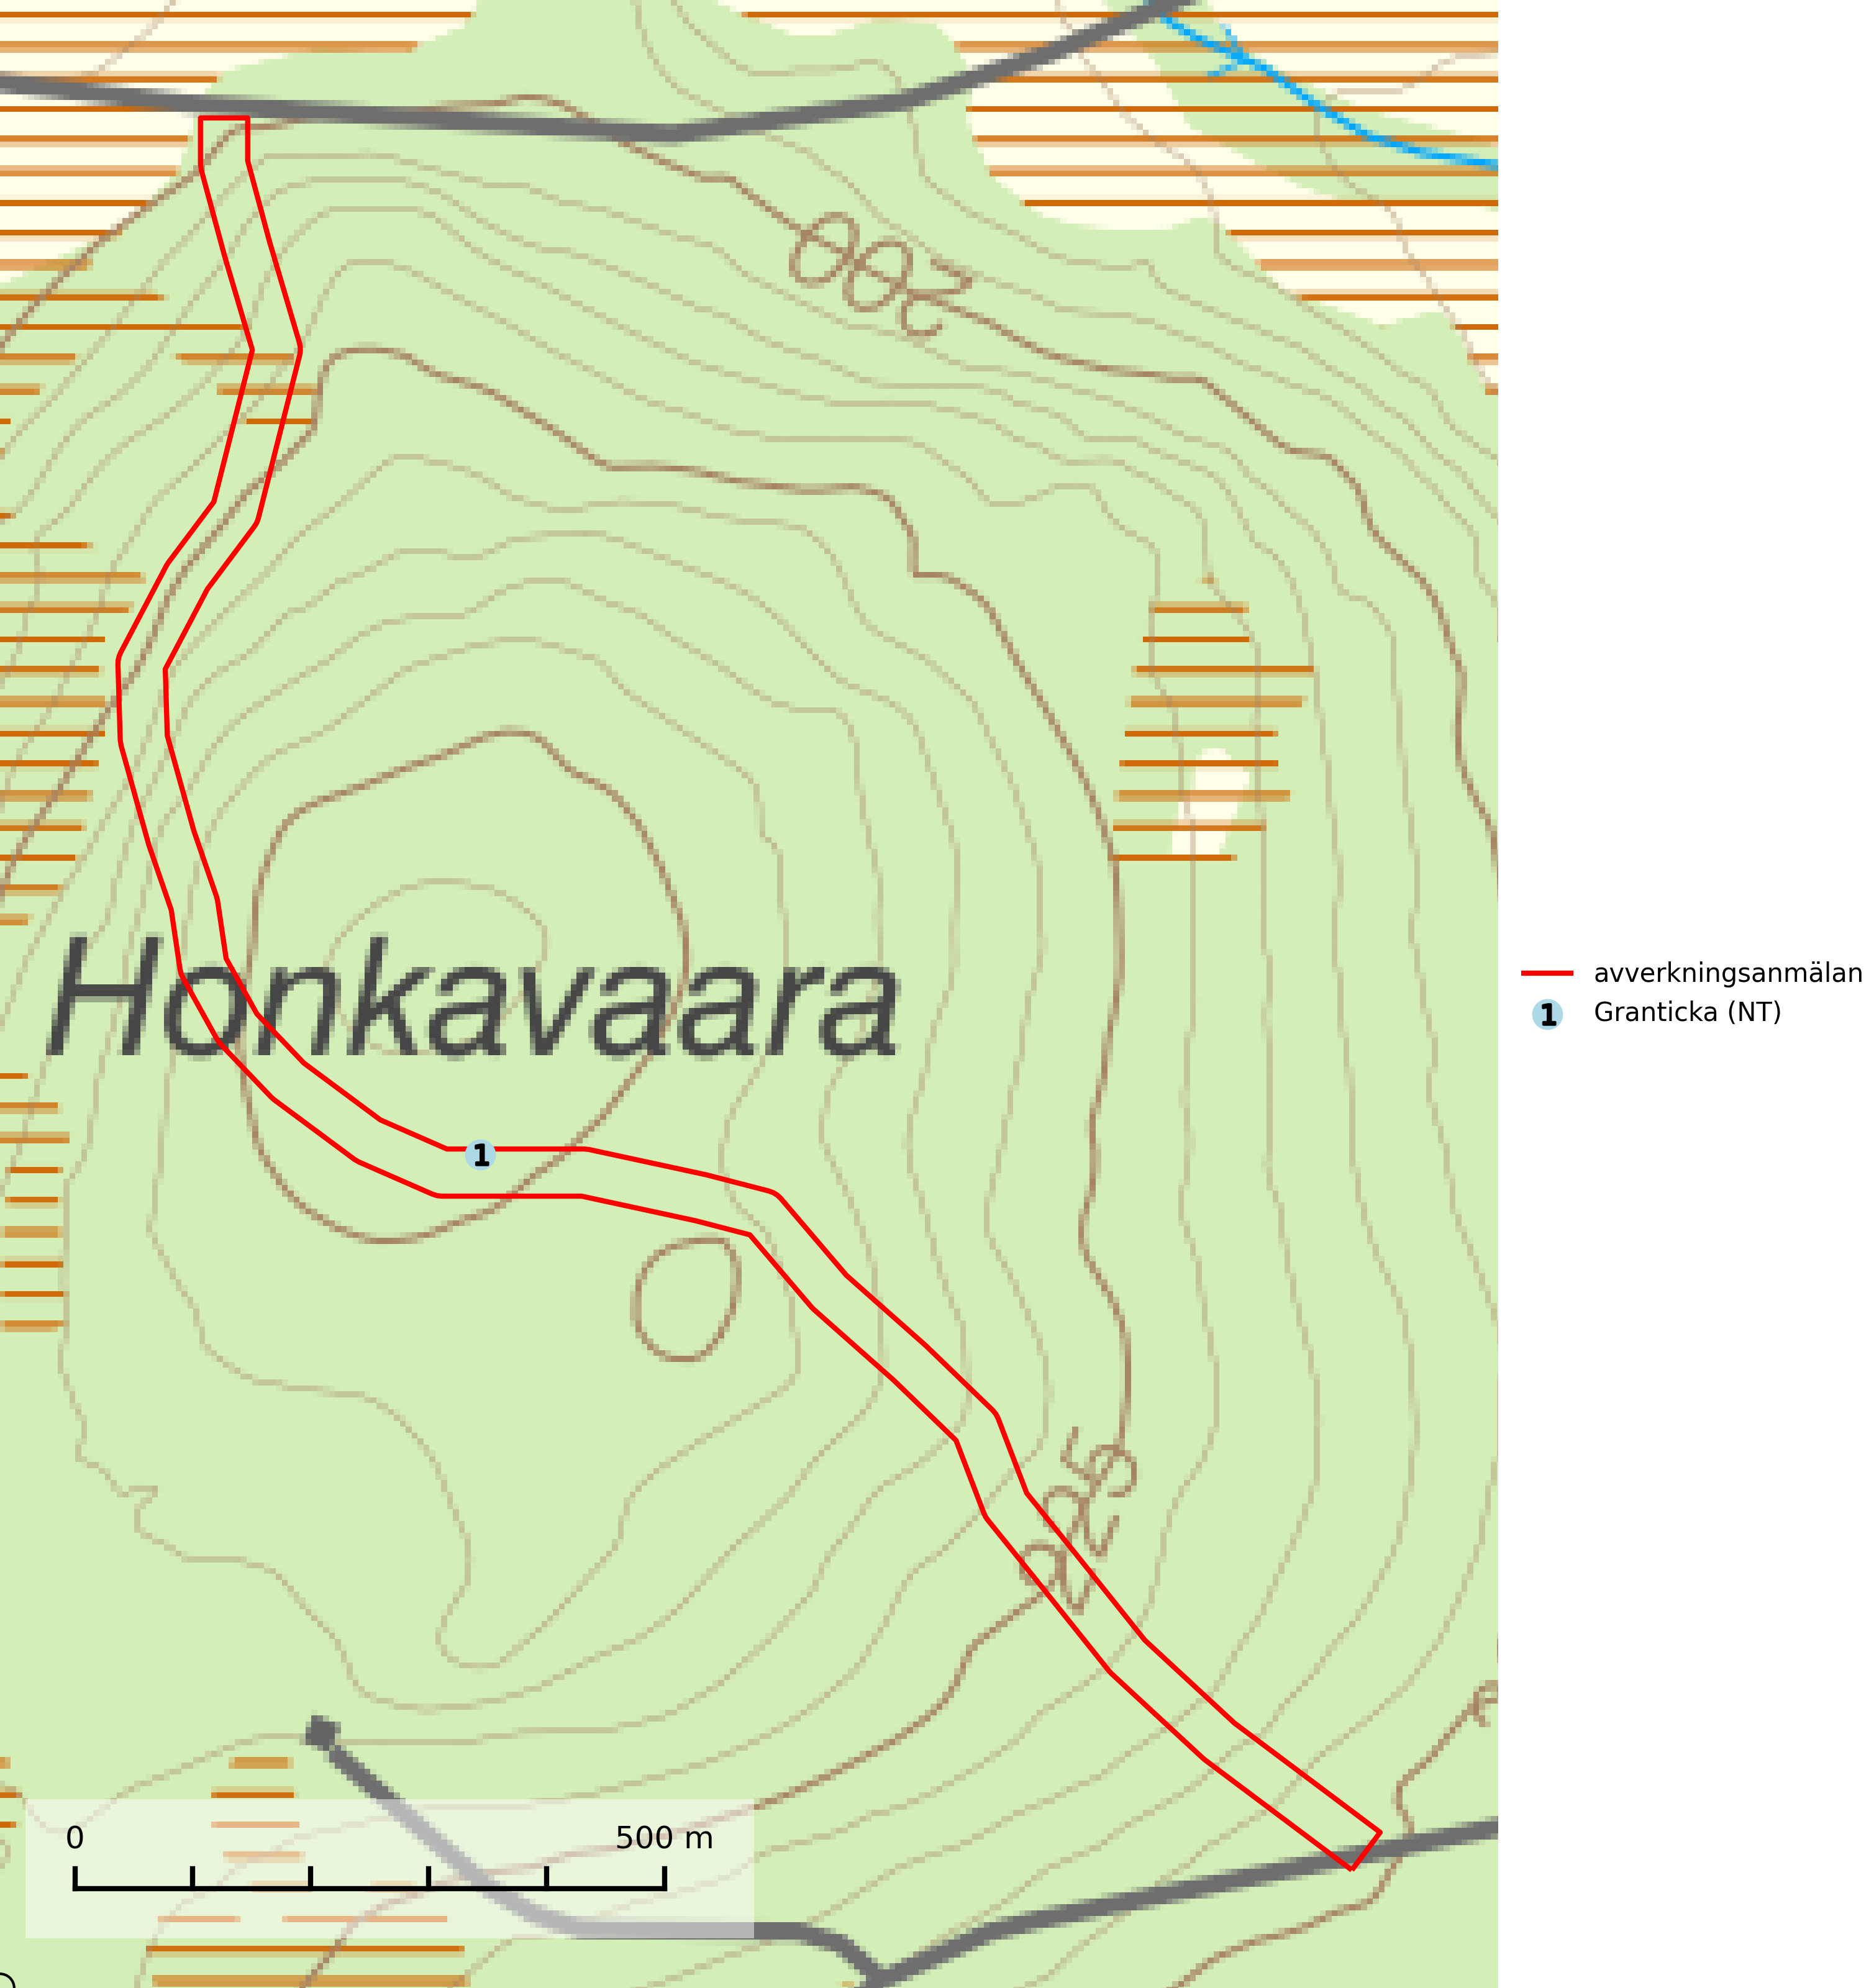 200
Honkavaara
avverkningsanmälan
1 Granticka (NT)
1
225
0 500 m